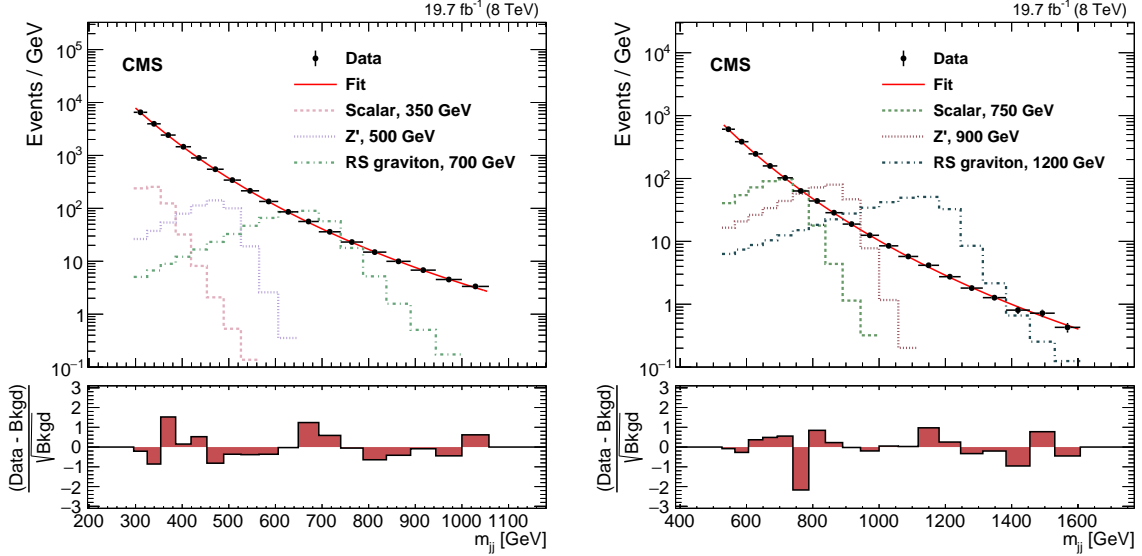 19.7 fb⁻¹ (8 TeV)
Events / GeV
10⁵
10⁴
10³
10²
10
1
10⁻¹
CMS
Data
Fit
Scalar, 350 GeV
Z', 500 GeV
RS graviton, 700 GeV
(Data - Bkgd)
√Bkgd
3
2
1
0
−1
−2
−3
200 300 400 500 600 700 800 900 1000 1100
m_jj [GeV]
19.7 fb⁻¹ (8 TeV)
Events / GeV
10⁴
10³
10²
10
1
10⁻¹
CMS
Data
Fit
Scalar, 750 GeV
Z', 900 GeV
RS graviton, 1200 GeV
(Data - Bkgd)
√Bkgd
3
2
1
0
−1
−2
−3
400 600 800 1000 1200 1400 1600
m_jj [GeV]